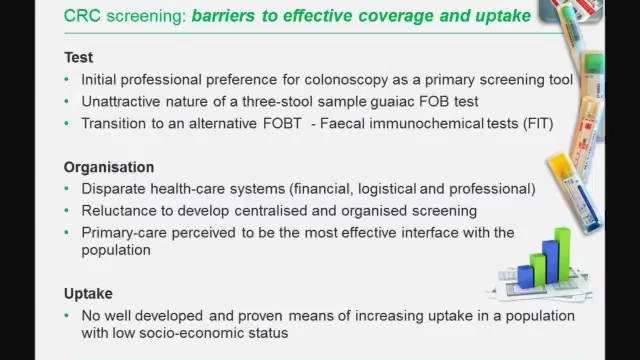 CRC screening: barriers to effective coverage and uptake
Test
• Initial professional preference for colonoscopy as a primary screening tool
• Unattractive nature of a three-stool sample guaiac FOB test
• Transition to an alternative FOBT - Faecal immunochemical tests (FIT)
Organisation
• Disparate health-care systems (financial, logistical and professional)
• Reluctance to develop centralised and organised screening
• Primary-care perceived to be the most effective interface with the
population
Uptake
• No well developed and proven means of increasing uptake in a population
with low socio-economic status